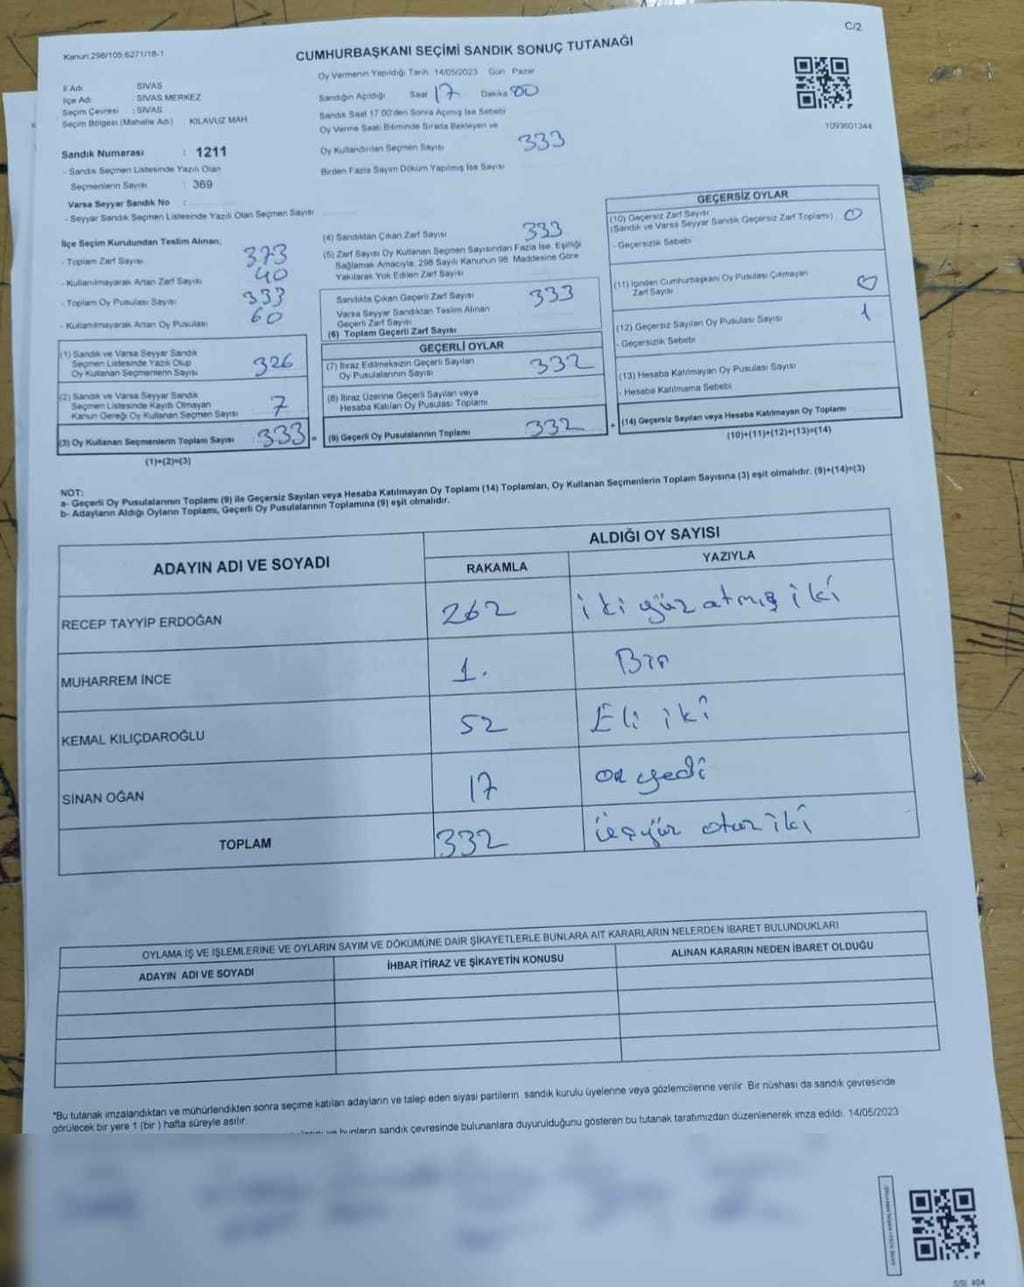 C/2
Kanun:298/105.6271/18-1
CUMHURBAŞKANI SEÇİMİ SANDIK SONUÇ TUTANAĞI
İl Adı SİVAS
İlçe Adı SİVAS MERKEZ
Seçim Çevresi : SİVAS
Seçim Bölgesi (Mahalle Adı) : KILAVUZ MAH
Sandık Numarası : 1211
- Sandık Seçmen Listesinde Yazılı Olan
Seçmenlerin Sayısı : 369
Varsa Seyyar Sandık No :
- Seyyar Sandık Seçmen Listesinde Yazılı Olan Seçmen Sayısı
Oy Vermenin Yapıldığı Tarih 14/05/2023 Gün Pazar
Sandığın Açıldığı Saat 17 Dakika 00
Sandık Saat 17 00'den Sonra Açımış İse Sebebi
Oy Verme Saati Bitiminde Sırada Bekleyen ve
Oy Kullandırılan Seçmen Sayısı 333
Birden Fazla Sayım Döküm Yapılmış İse Sayısı
1093601344
İlçe Seçim Kurulundan Teslim Alınan;
- Toplam Zarf Sayısı 373
- Kullanılmayarak Artan Zarf Sayısı 40
- Toplam Oy Pusulası Sayısı 333
- Kullanılmayarak Artan Oy Pusulası 60
(1) Sandık ve Varsa Seyyar Sandık
Seçmen Listesinde Yazılı Olup
Oy Kullanan Seçmenlerin Sayısı 326
(2) Sandık ve Varsa Seyyar Sandık
Seçmen Listesinde Kayıtlı Olmayan
Kanun Gereği Oy Kullanan Seçmen Sayısı 7
(3) Oy Kullanan Seçmenlerin Toplam Sayısı 333 =
(1)+(2)=(3)
(4) Sandıktan Çıkan Zarf Sayısı 333
(5) Zarf Sayısı Oy Kullanan Seçmen Sayısından Fazla İse, Eşitliği
Sağlamak Amacıyla; 298 Sayılı Kanunun 98. Maddesine Göre
Yakılarak Yok Edilen Zarf Sayısı
Sandıkta Çıkan Geçerli Zarf Sayısı 333
Varsa Seyyar Sandıktan Teslim Alınan
Geçerli Zarf Sayısı
(6) Toplam Geçerli Zarf Sayısı
GEÇERLİ OYLAR
(7) İtiraz Edilmeksizin Geçerli Sayılan
Oy Pusulalarının Sayısı 332
(8) İtiraz Üzerine Geçerli Sayılan veya
Hesaba Katılan Oy Pusulası Toplamı
(9) Geçerli Oy Pusulalarının Toplamı 332 +
GEÇERSİZ OYLAR
(10) Geçersiz Zarf Sayısı
(Sandık ve Varsa Seyyar Sandık Geçersiz Zarf Toplamı) 0
- Geçersizlik Sebebi
(11) İçinden Cumhurbaşkanı Oy Pusulası Çıkmayan
Zarf Sayısı 0
(12) Geçersiz Sayılan Oy Pusulası Sayısı 1
- Geçersizlik Sebebi
(13) Hesaba Katılmayan Oy Pusulası Sayısı
- Hesaba Katılmama Sebebi
(14) Geçersiz Sayılan veya Hesaba Katılmayan Oy Toplamı
(10)+(11)+(12)+(13)=(14)
NOT:
a- Geçerli Oy Pusulalarının Toplamı (9) ile Geçersiz Sayılan veya Hesaba Katılmayan Oy Toplamı (14) Toplamları, Oy Kullanan Seçmenlerin Toplam Sayısına (3) eşit olmalıdır. (9)+(14)=(3)
b- Adayların Aldığı Oyların Toplamı, Geçerli Oy Pusulalarının Toplamına (9) eşit olmalıdır.
ADAYIN ADI VE SOYADI
ALDIĞI OY SAYISI
RAKAMLA YAZIYLA
RECEP TAYYİP ERDOĞAN 262 iki yüz atmış iki
MUHARREM İNCE 1. Bir
KEMAL KILIÇDAROĞLU 52 Eli iki
SİNAN OĞAN 17 on yedi
TOPLAM 332 üçyüz otuz iki
OYLAMA İŞ VE İŞLEMLERİNE VE OYLARIN SAYIM VE DÖKÜMÜNE DAİR ŞİKAYETLERLE BUNLARA AİT KARARLARIN NELERDEN İBARET BULUNDUKLARI
ADAYIN ADI VE SOYADI İHBAR İTİRAZ VE ŞİKAYETİN KONUSU ALINAN KARARIN NEDEN İBARET OLDUĞU
*Bu tutanak imzalandıktan ve mühürlendikten sonra seçime katılan adayların ve talep eden siyasi partilerin sandık kurulu üyelerine veya gözlemcilerine verilir Bir nüshası da sandık çevresinde
görülecek bir yere 1 (bir ) hafta süreyle asılır.
bunların sandık çevresinde bulunanlara duyurulduğunu gösteren bu tutanak tarafımızdan düzenlenerek imza edildi. 14/05/2023